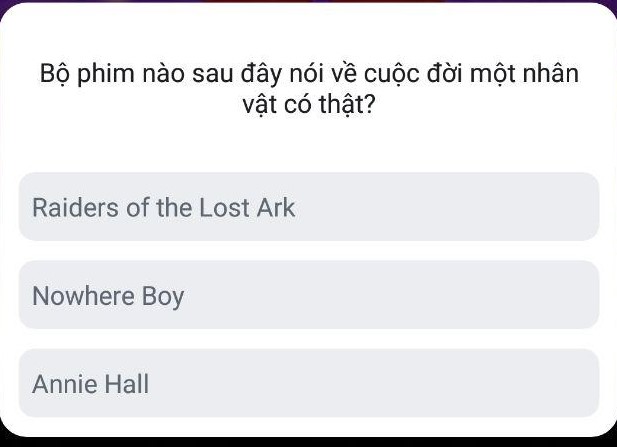 Bộ phim nào sau đây nói về cuộc đời một nhân
vật có thật?
Raiders of the Lost Ark
Nowhere Boy
Annie Hall